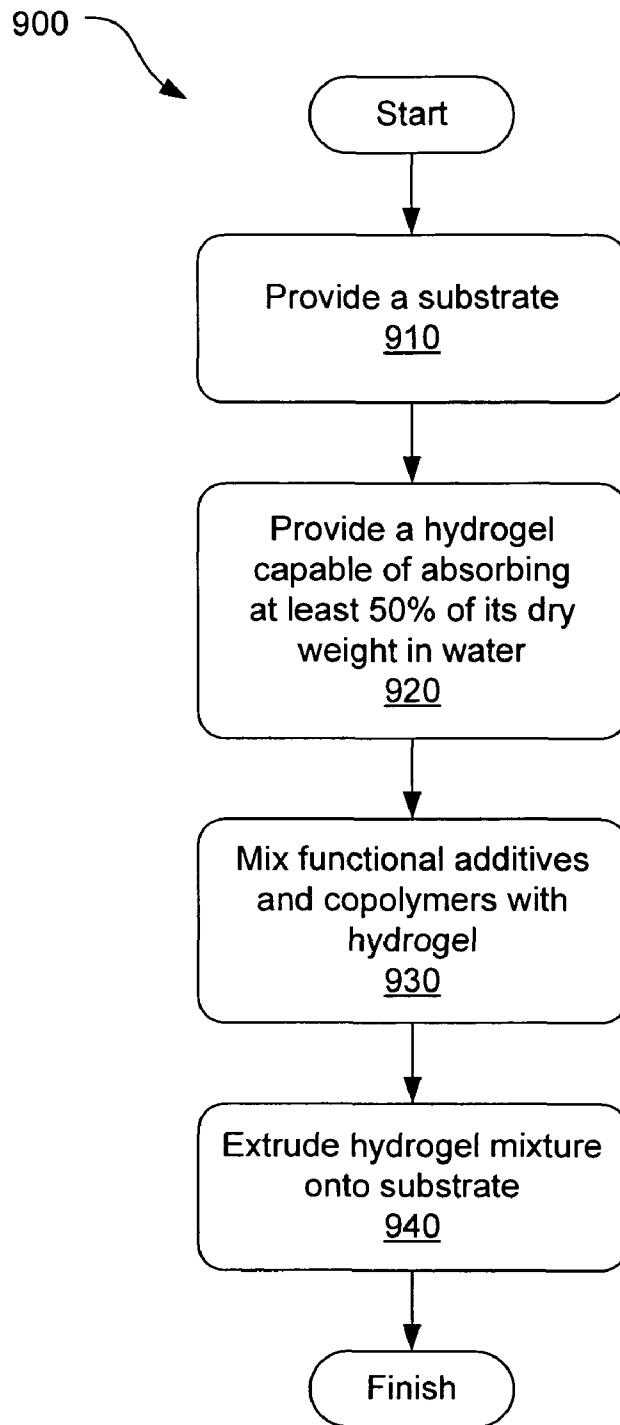 900
Start
Provide a substrate
910
Provide a hydrogel
capable of absorbing
at least 50% of its dry
weight in water
920
Mix functional additives
and copolymers with
hydrogel
930
Extrude hydrogel mixture
onto substrate
940
Finish